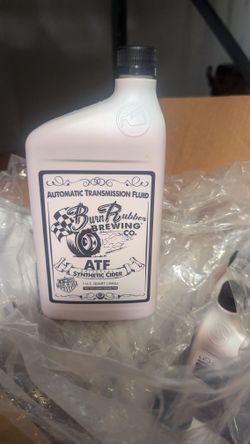 AUTOMATIC TRANSMISSION FLUID
Burn Rubber
BREWING
CO.
ATF
SYNTHETIC CIDER
1 U.S. QUART (.946L)